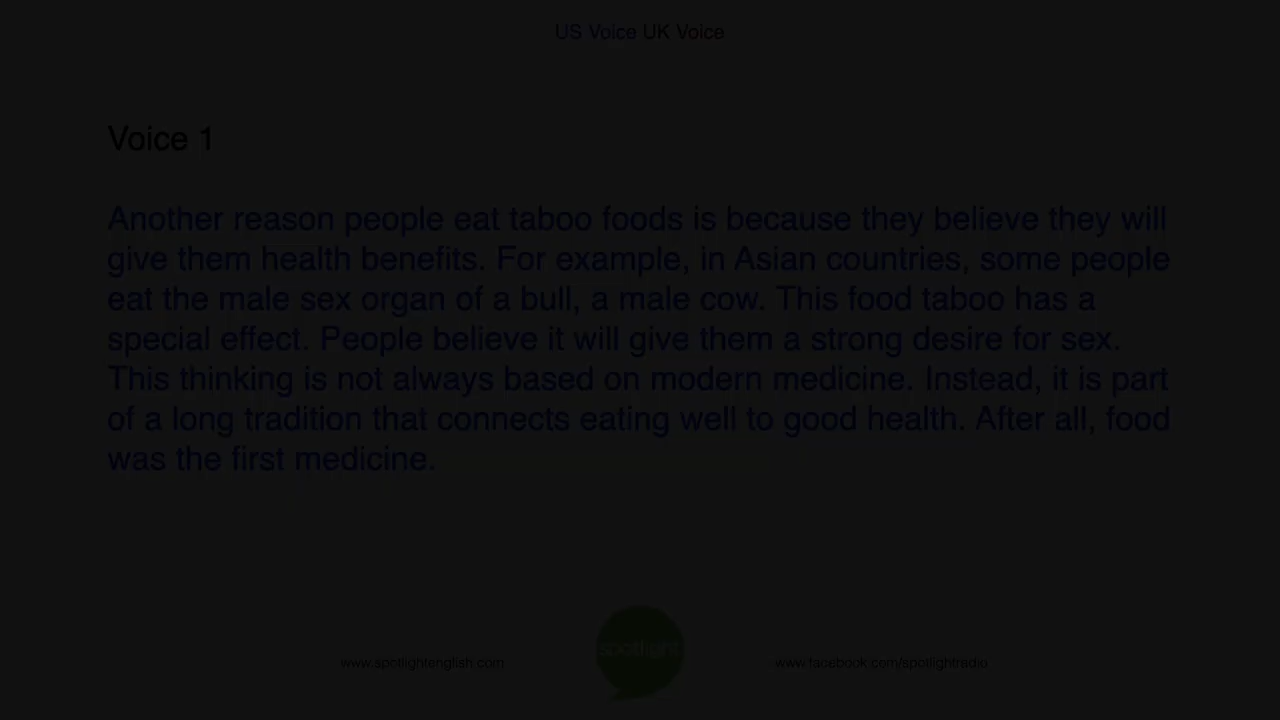 US Voice UK Voice
Voice 1
Another reason people eat taboo foods is because they believe they will
give them health benefits. For example, in Asian countries, some people
eat the male sex organ of a bull, a male cow. This food taboo has a
special effect. People believe it will give them a strong desire for sex.
This thinking is not always based on modern medicine. Instead, it is part
of a long tradition that connects eating well to good health. After all, food
was the first medicine.
spotlight
www.spotlightenglish.com
www.facebook.com/spotlightradio